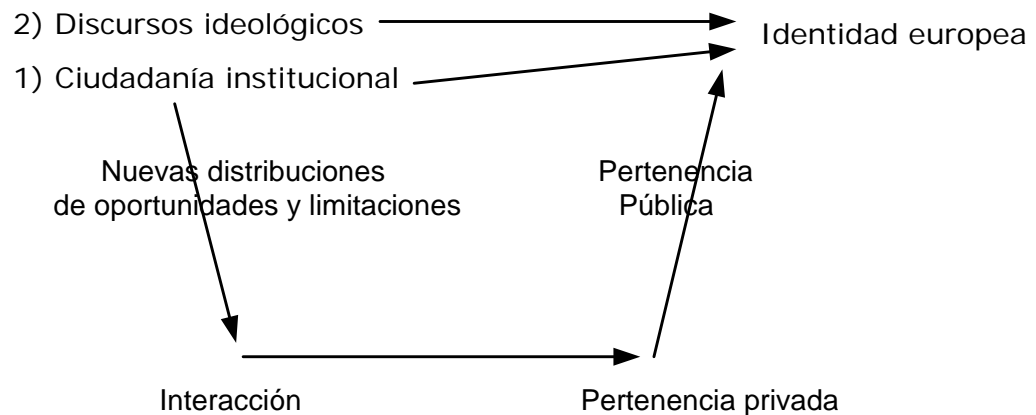 2) Discursos ideológicos
Identidad europea
1) Ciudadanía institucional
Nuevas distribuciones
de oportunidades y limitaciones
Pertenencia
Pública
Interacción
Pertenencia privada